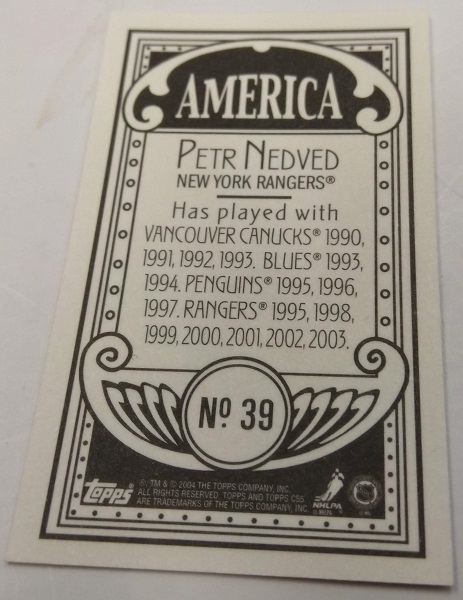 AMERICA
PETR NEDVED
NEW YORK RANGERS®
Has played with
VANCOUVER CANUCKS® 1990,
1991, 1992, 1993. BLUES® 1993,
1994. PENGUINS® 1995, 1996,
1997. RANGERS® 1995, 1998,
1999, 2000, 2001, 2002, 2003.
Nº 39
Topps
®, TM & © 2004 THE TOPPS COMPANY, INC.
ALL RIGHTS RESERVED. TOPPS AND TOPPS C55
ARE TRADEMARKS OF THE TOPPS COMPANY, INC.
NHLPA